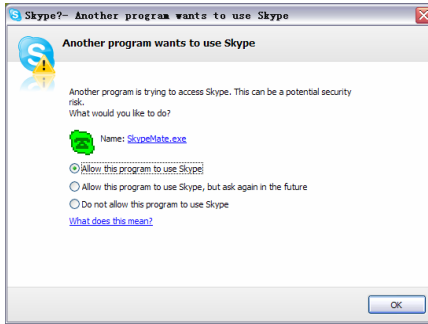 Skype?- Another program wants to use Skype
Another program wants to use Skype
Another program is trying to access Skype. This can be a potential security
risk.
What would you like to do?
Name: SkypeMate.exe
Allow this program to use Skype
Allow this program to use Skype, but ask again in the future
Do not allow this program to use Skype
What does this mean?
OK